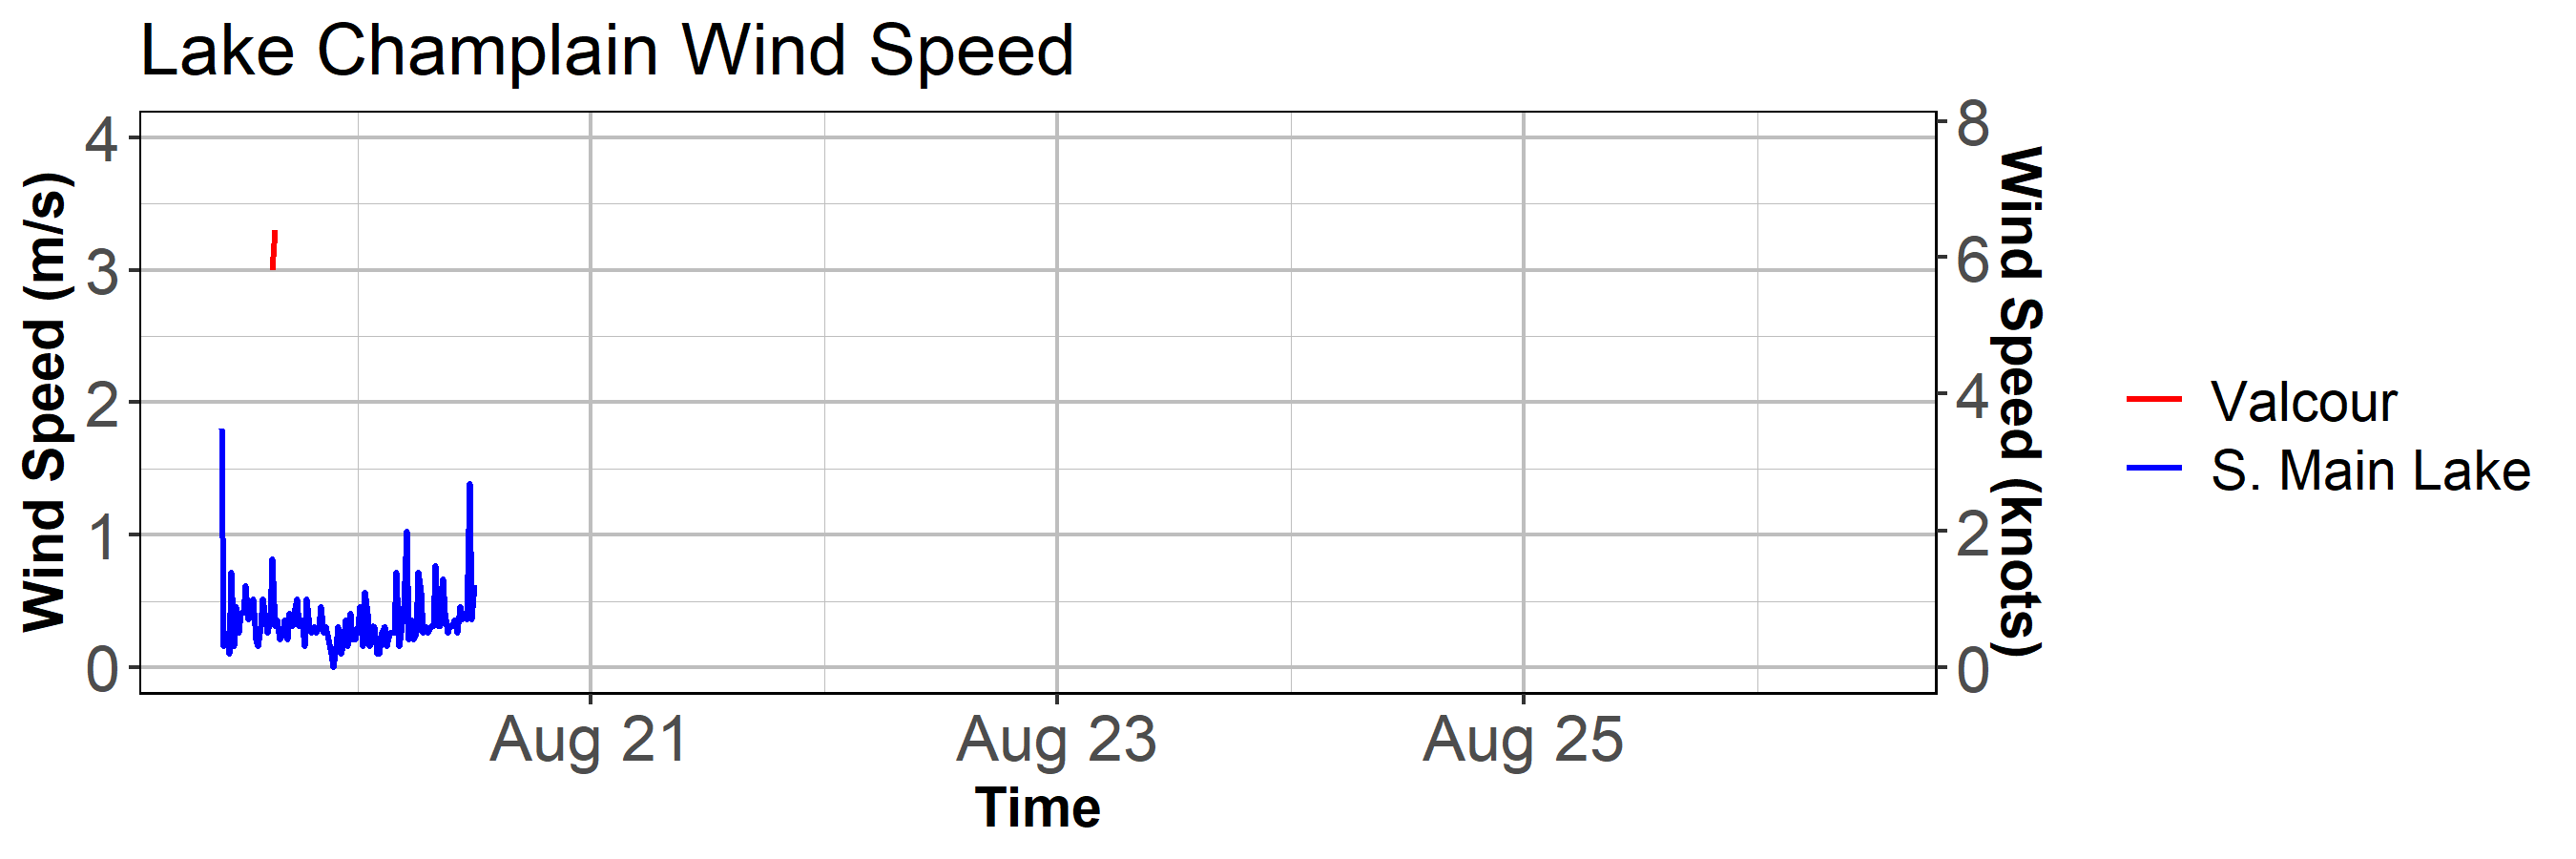 Lake Champlain Wind Speed
Wind Speed (m/s)
4
3
2
1
0
8
6
4
2
0
Wind Speed (knots)
Aug 21
Aug 23
Aug 25
Time
Valcour
S. Main Lake